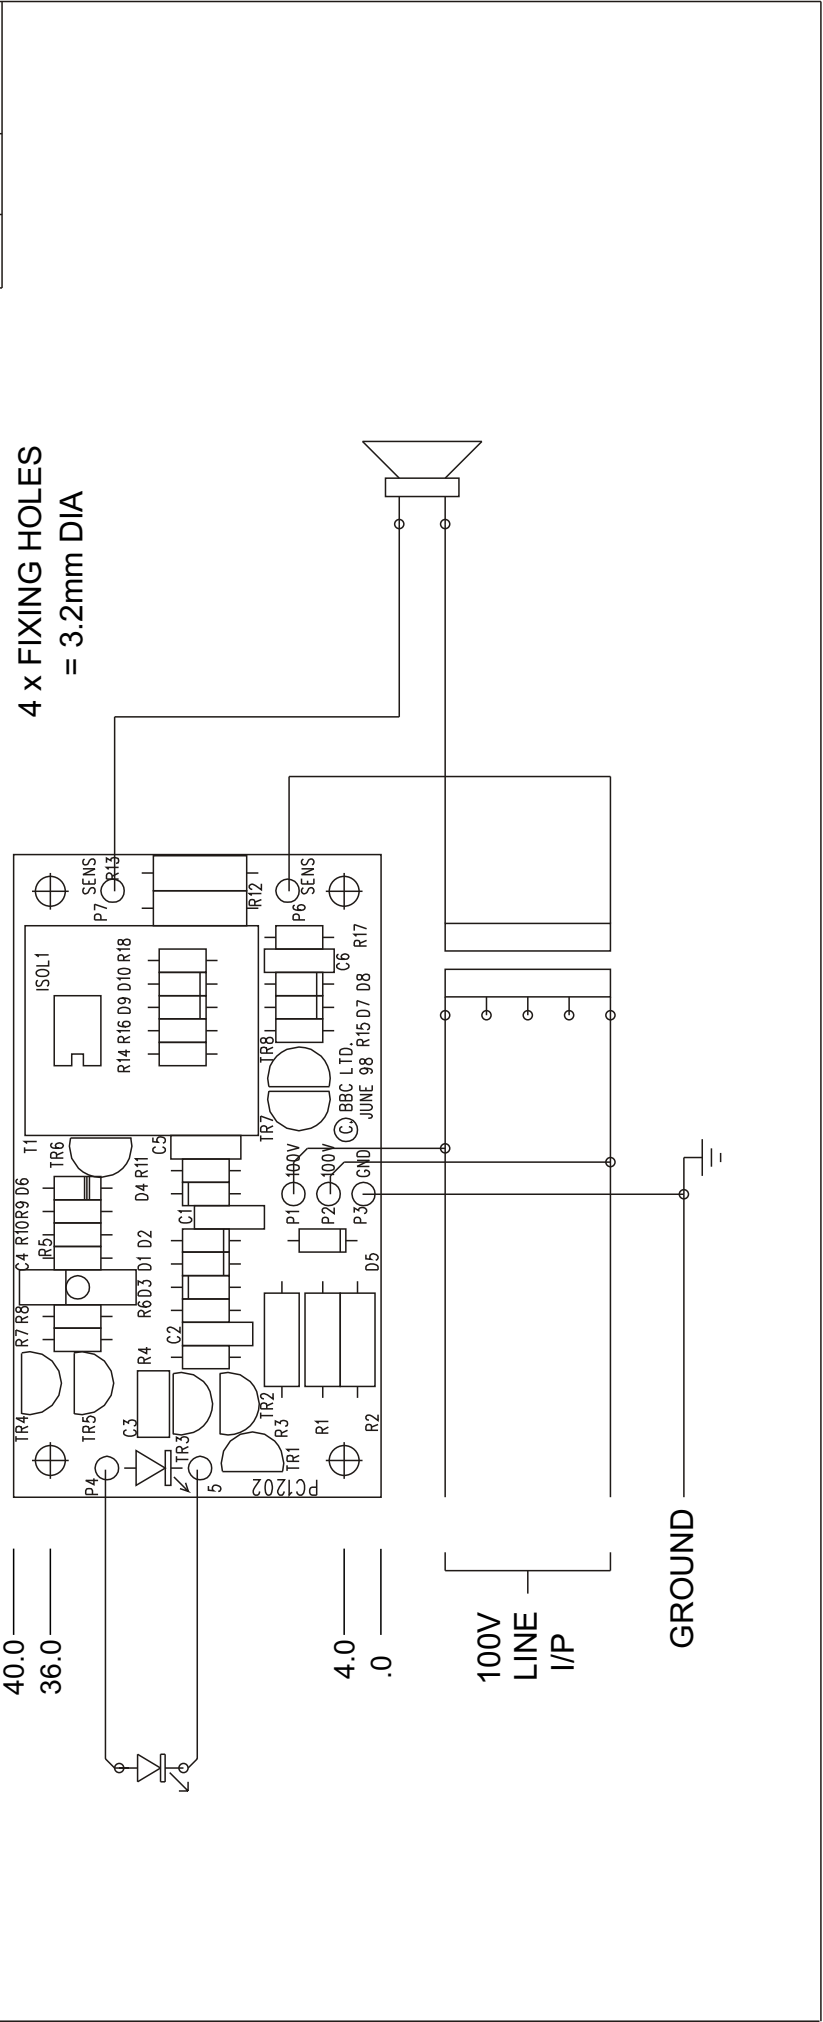 4 x FIXING HOLES
= 3.2mm DIA
SENS
R13
P7
R12
P6
SENS
ISOL1
R14 R16 D9 D10 R18
R17
C6
R15 D7 D8
TR8
TR7
C. BBC LTD.
JUNE 98
T1
TR6
C5
D4 R11
100V
100V
GND
P1
P2
P3
C4 R10 R9 D6
R5
C1
D1 D2
R6 D3
D5
R7 R8
C2
R4
TR4
TR5
C3
TR3
TR2
R3
R1
R2
TR1
P4
5
PC1202
40.0
36.0
4.0
.0
100V
LINE
I/P
GROUND